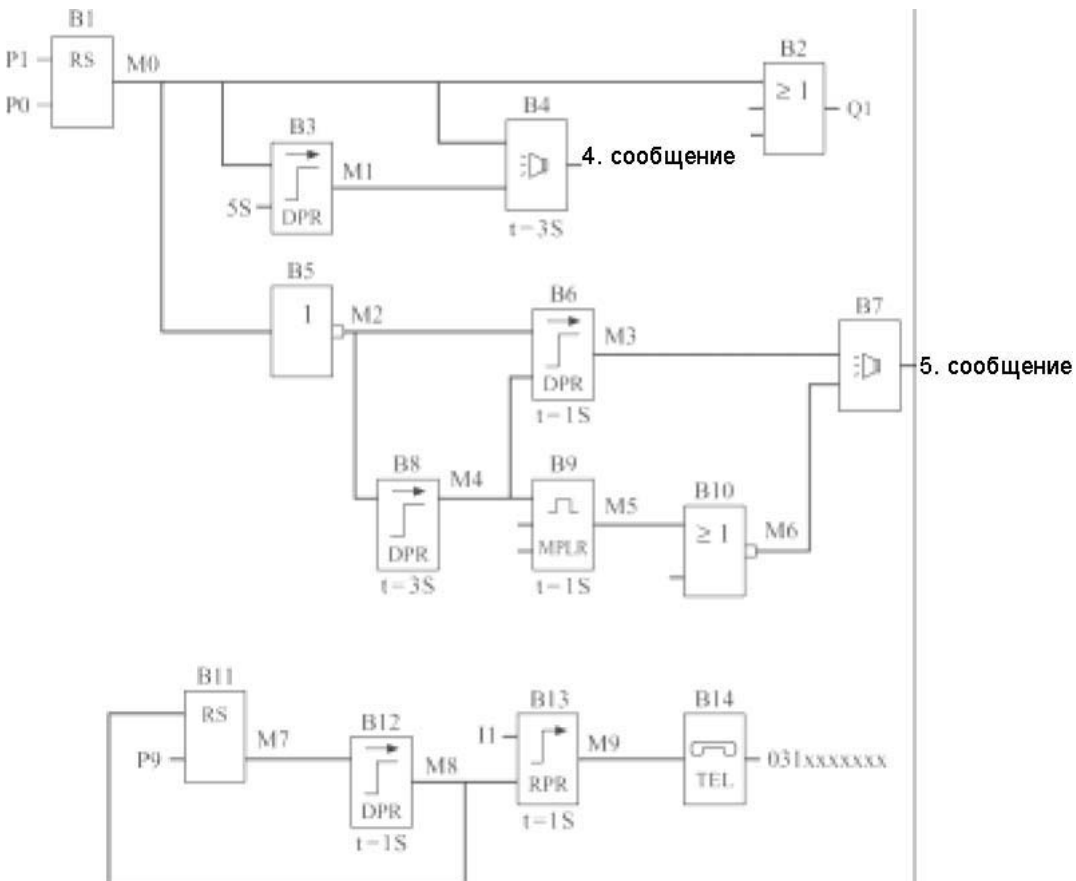 B1
P1
RS
M0
P0
B2
≥ 1
Q1
B3
DPR
5S
M1
B4
4. сообщение
t=3S
B5
1
M2
B6
DPR
t=1S
M3
B7
5. сообщение
B8
DPR
t=3S
M4
B9
MPLR
t=1S
M5
B10
≥ 1
M6
B11
RS
P9
M7
B12
DPR
t=1S
M8
B13
I1
RPR
t=1S
M9
B14
TEL
031xxxxxxx